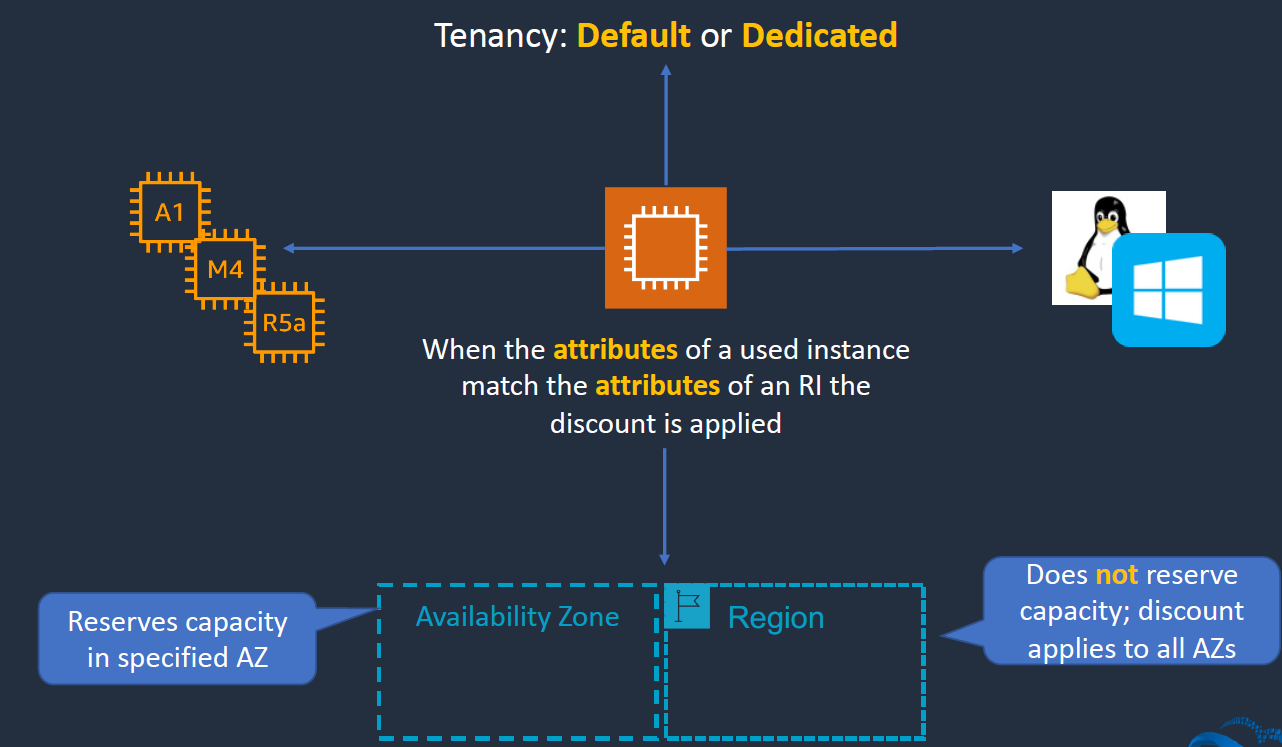 Tenancy: Default or Dedicated
A1
M4
R5a
When the attributes of a used instance
match the attributes of an RI the
discount is applied
Reserves capacity
in specified AZ
Availability Zone
Region
Does not reserve
capacity; discount
applies to all AZs